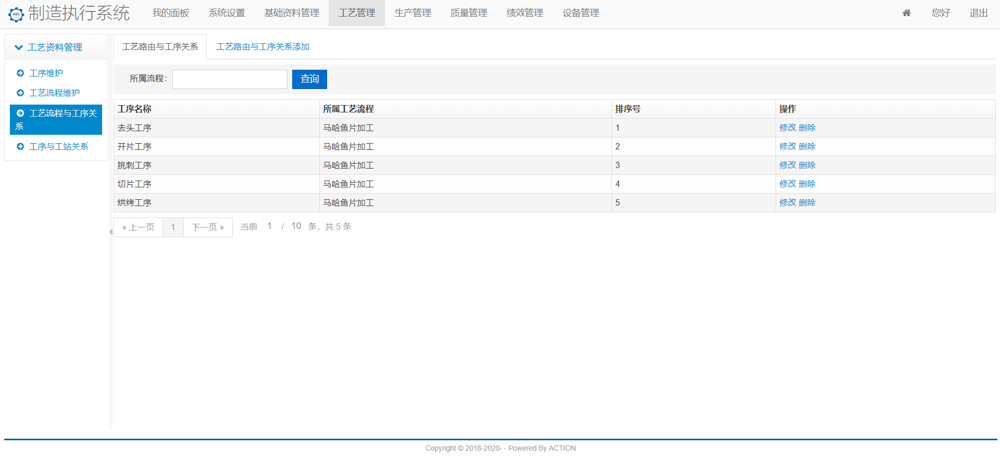 MES 制造执行系统 我的面板 系统设置 基础资料管理 工艺管理 生产管理 质量管理 绩效管理 设备管理 您好 退出
工艺资料管理
工序维护
工艺流程维护
工艺流程与工序关
系
工序与工站关系
工艺路由与工序关系 工艺路由与工序关系添加
所属流程： 查询
工序名称 所属工艺流程 排序号 操作
去头工序 马哈鱼片加工 1 修改 删除
开片工序 马哈鱼片加工 2 修改 删除
挑刺工序 马哈鱼片加工 3 修改 删除
切片工序 马哈鱼片加工 4 修改 删除
烘烤工序 马哈鱼片加工 5 修改 删除
« 上一页 1 下一页 » 当前 1 / 10 条，共 5 条
Copyright © 2018-2020- - Powered By ACTION